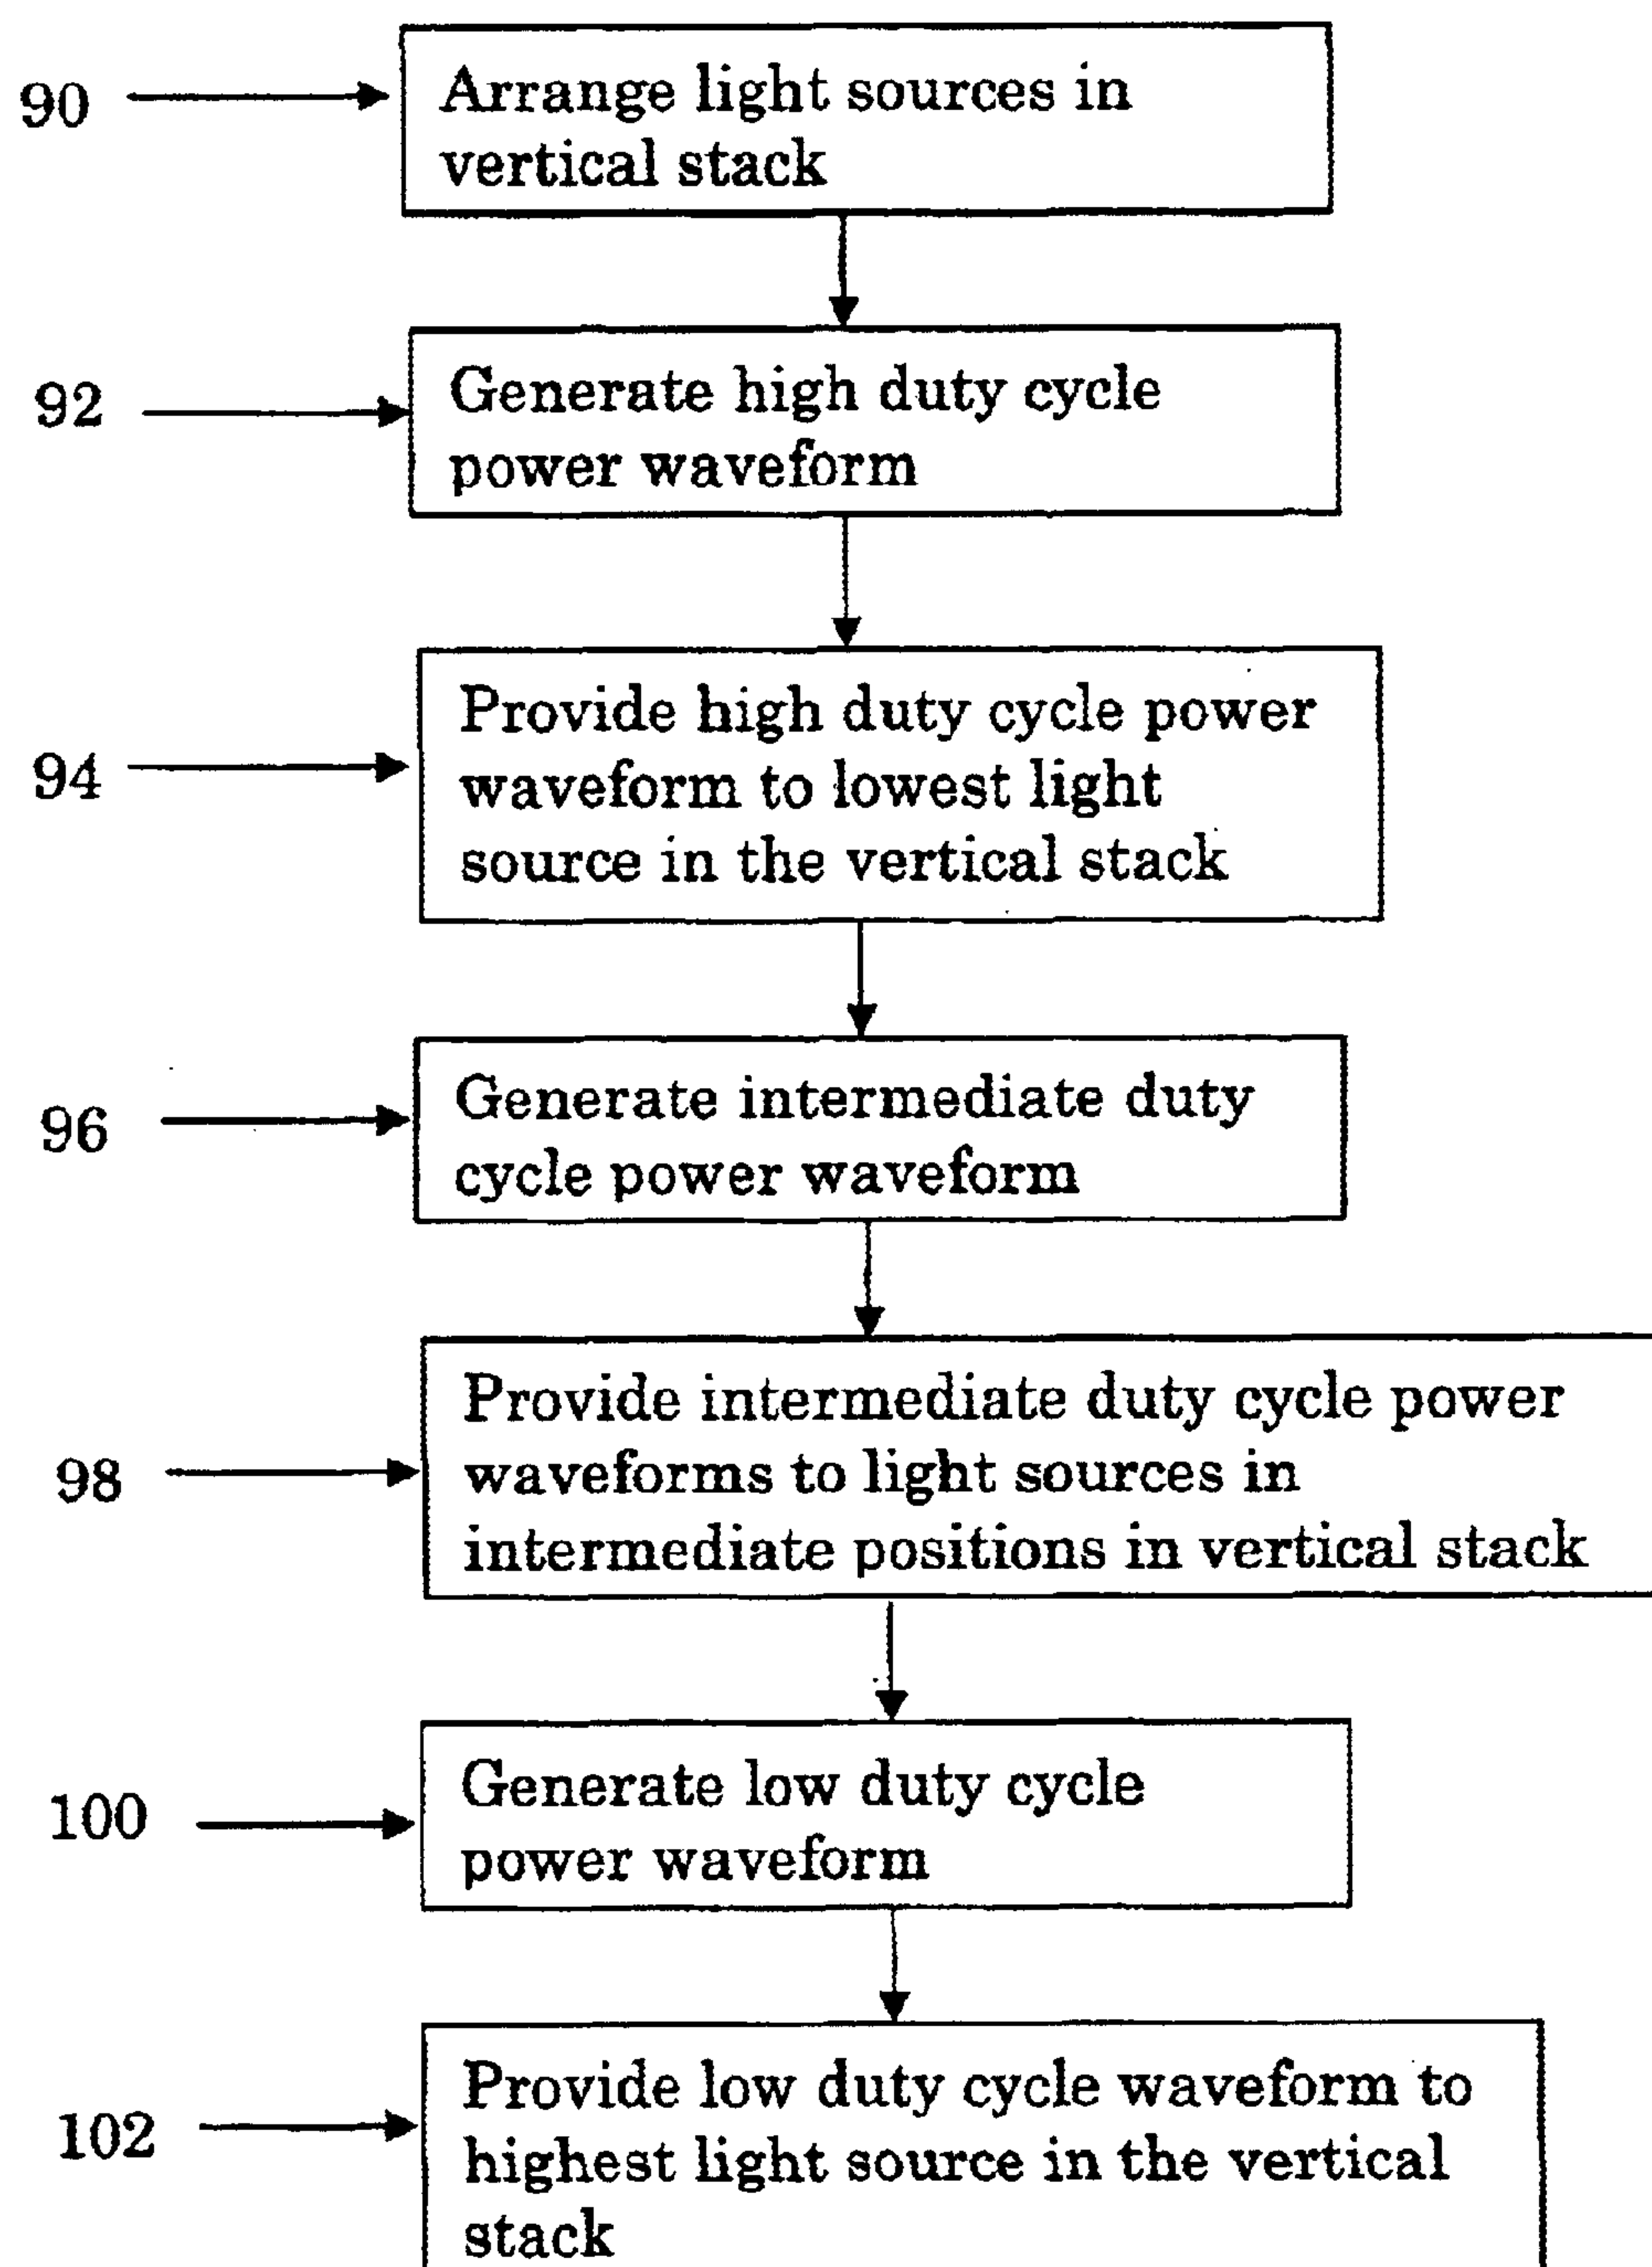 90
Arrange light sources in
vertical stack
92
Generate high duty cycle
power waveform
94
Provide high duty cycle power
waveform to lowest light
source in the vertical stack
96
Generate intermediate duty
cycle power waveform
98
Provide intermediate duty cycle power
waveforms to light sources in
intermediate positions in vertical stack
100
Generate low duty cycle
power waveform
102
Provide low duty cycle waveform to
highest light source in the vertical
stack